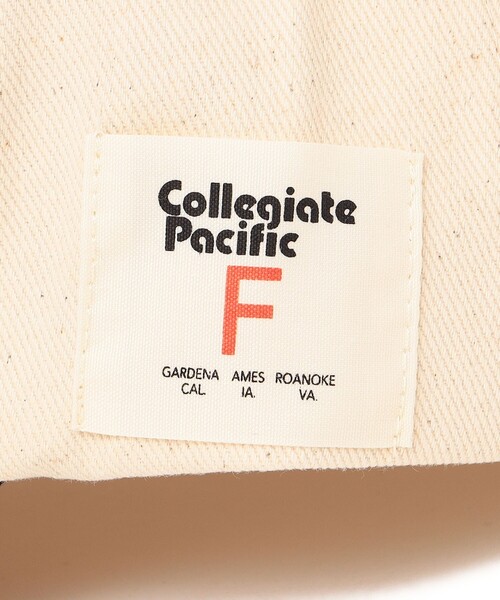 Collegiate
Pacific
F
GARDENA AMES ROANOKE
CAL. IA. VA.